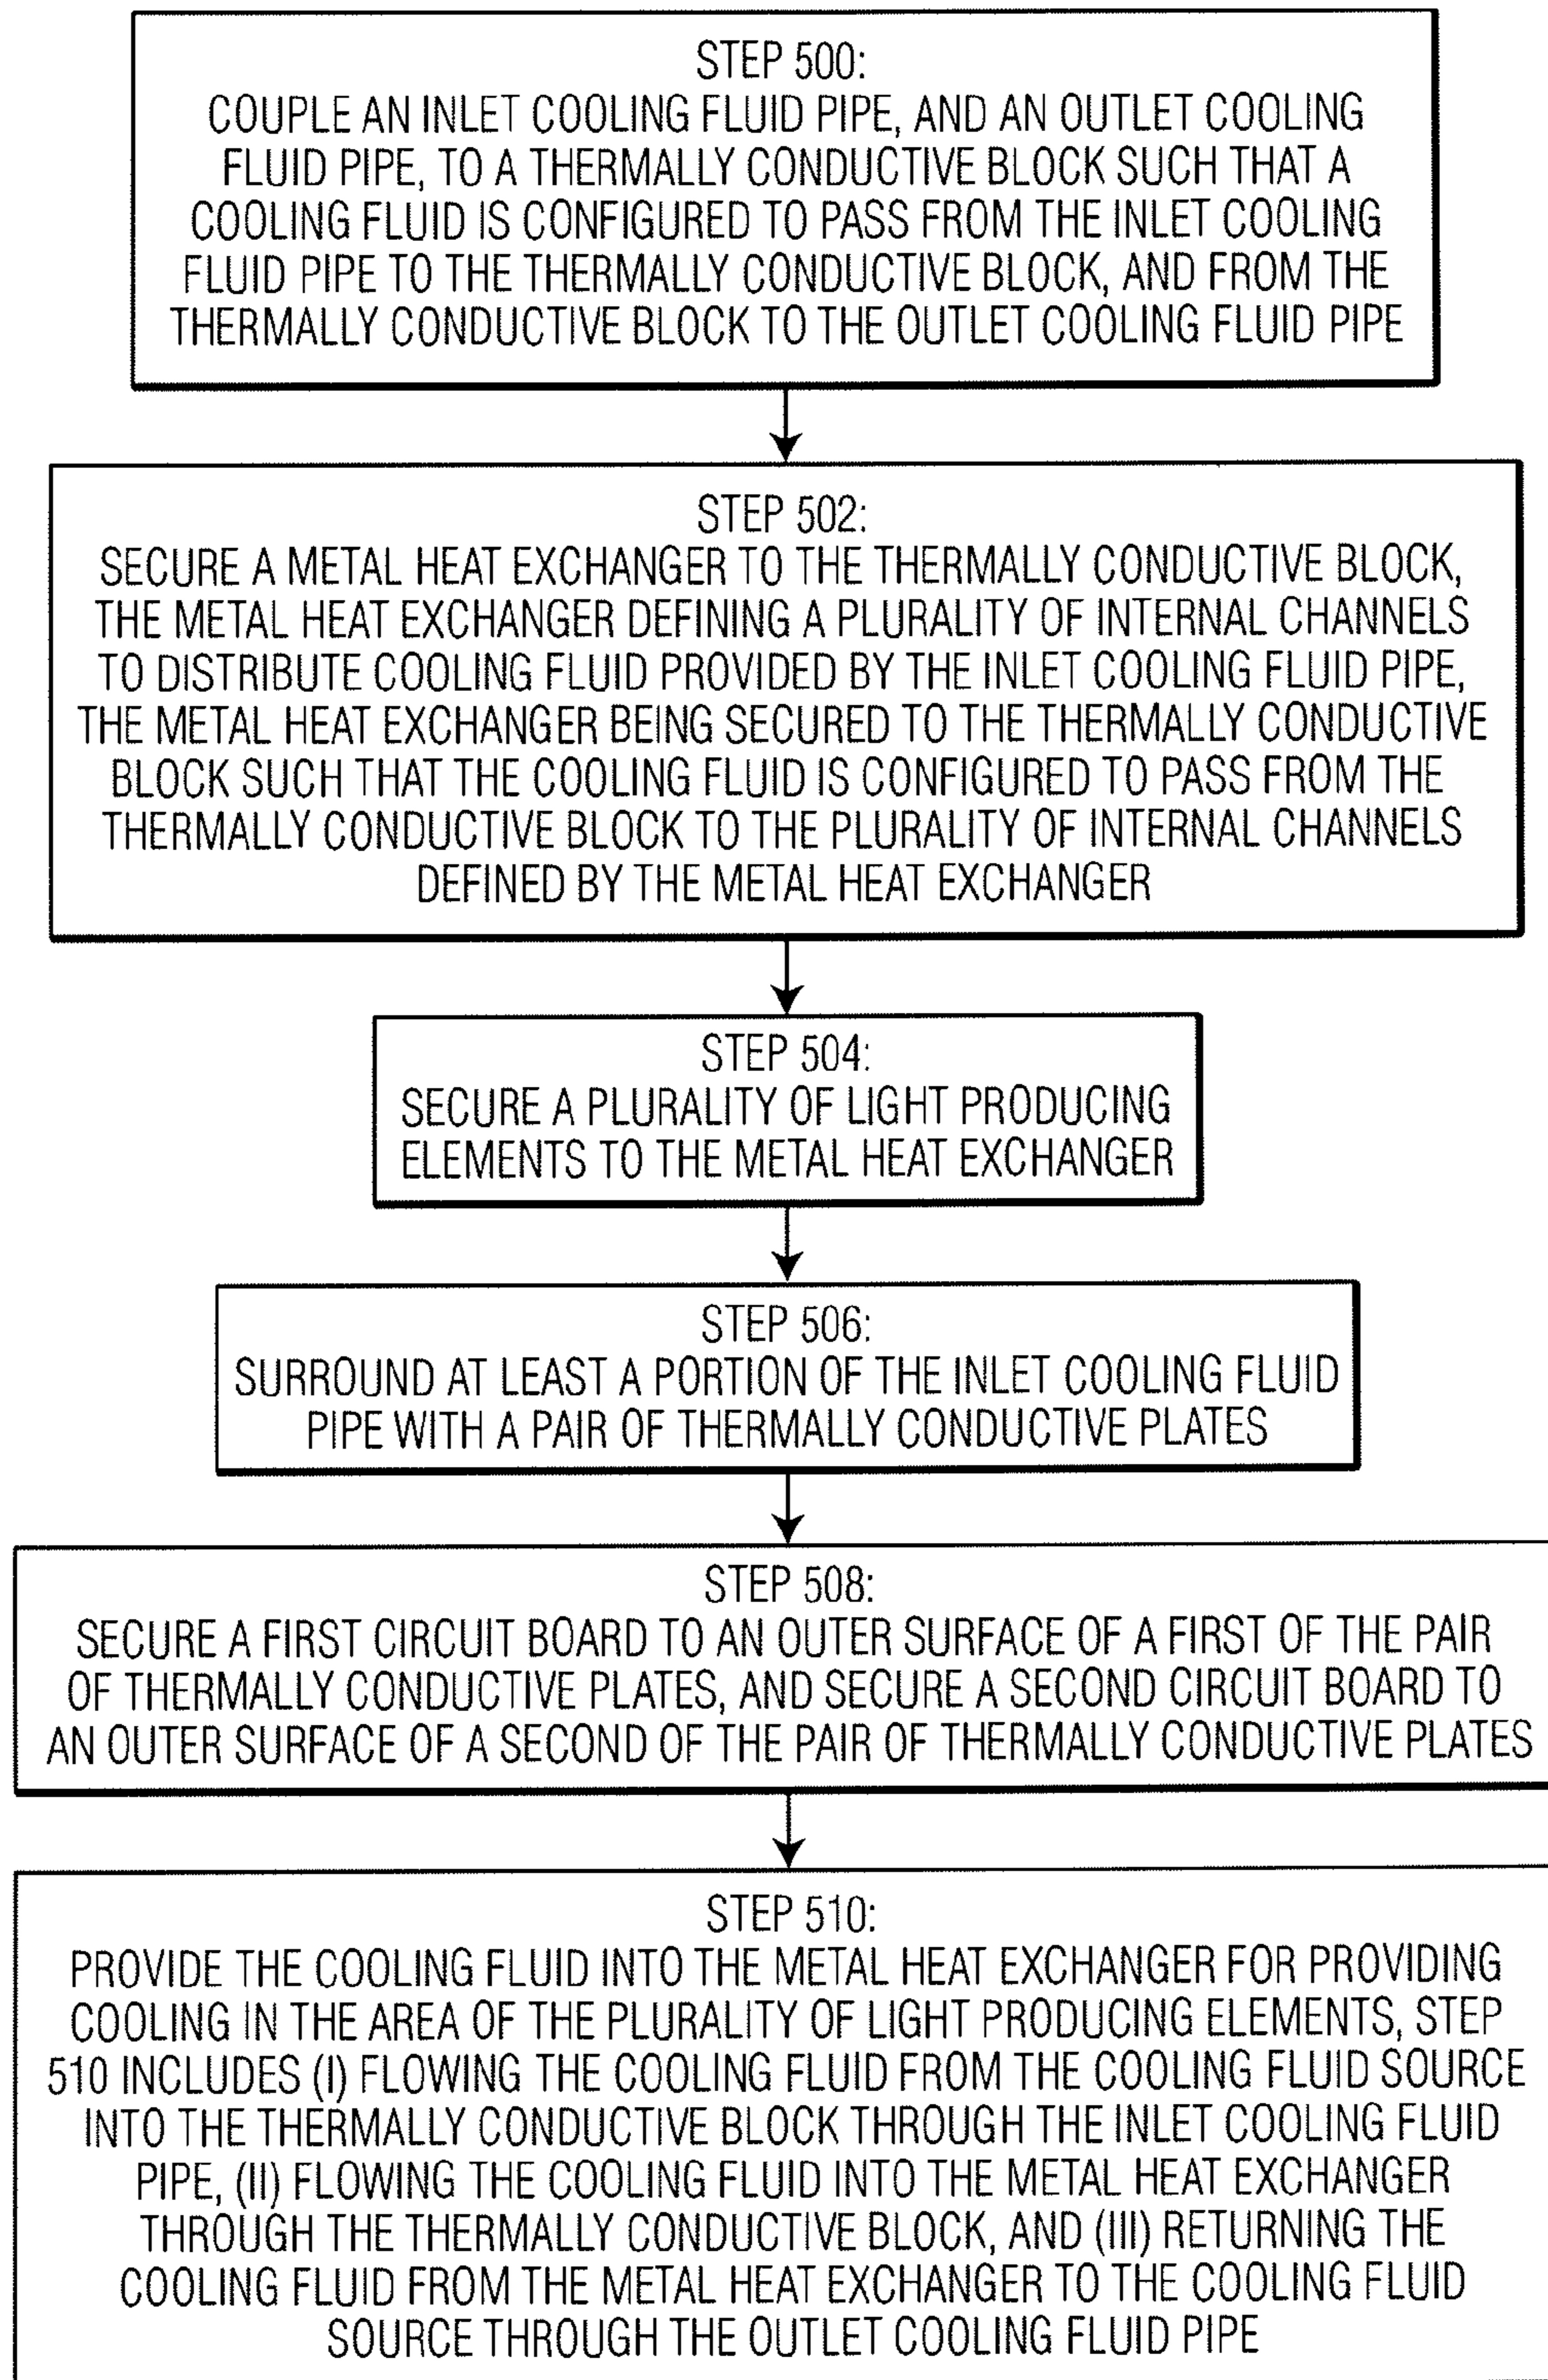 STEP 500:
COUPLE AN INLET COOLING FLUID PIPE, AND AN OUTLET COOLING
FLUID PIPE, TO A THERMALLY CONDUCTIVE BLOCK SUCH THAT A
COOLING FLUID IS CONFIGURED TO PASS FROM THE INLET COOLING
FLUID PIPE TO THE THERMALLY CONDUCTIVE BLOCK, AND FROM THE
THERMALLY CONDUCTIVE BLOCK TO THE OUTLET COOLING FLUID PIPE
STEP 502:
SECURE A METAL HEAT EXCHANGER TO THE THERMALLY CONDUCTIVE BLOCK,
THE METAL HEAT EXCHANGER DEFINING A PLURALITY OF INTERNAL CHANNELS
TO DISTRIBUTE COOLING FLUID PROVIDED BY THE INLET COOLING FLUID PIPE,
THE METAL HEAT EXCHANGER BEING SECURED TO THE THERMALLY CONDUCTIVE
BLOCK SUCH THAT THE COOLING FLUID IS CONFIGURED TO PASS FROM THE
THERMALLY CONDUCTIVE BLOCK TO THE PLURALITY OF INTERNAL CHANNELS
DEFINED BY THE METAL HEAT EXCHANGER
STEP 504:
SECURE A PLURALITY OF LIGHT PRODUCING
ELEMENTS TO THE METAL HEAT EXCHANGER
STEP 506:
SURROUND AT LEAST A PORTION OF THE INLET COOLING FLUID
PIPE WITH A PAIR OF THERMALLY CONDUCTIVE PLATES
STEP 508:
SECURE A FIRST CIRCUIT BOARD TO AN OUTER SURFACE OF A FIRST OF THE PAIR
OF THERMALLY CONDUCTIVE PLATES, AND SECURE A SECOND CIRCUIT BOARD TO
AN OUTER SURFACE OF A SECOND OF THE PAIR OF THERMALLY CONDUCTIVE PLATES
STEP 510:
PROVIDE THE COOLING FLUID INTO THE METAL HEAT EXCHANGER FOR PROVIDING
COOLING IN THE AREA OF THE PLURALITY OF LIGHT PRODUCING ELEMENTS, STEP
510 INCLUDES (I) FLOWING THE COOLING FLUID FROM THE COOLING FLUID SOURCE
INTO THE THERMALLY CONDUCTIVE BLOCK THROUGH THE INLET COOLING FLUID
PIPE, (II) FLOWING THE COOLING FLUID INTO THE METAL HEAT EXCHANGER
THROUGH THE THERMALLY CONDUCTIVE BLOCK, AND (III) RETURNING THE
COOLING FLUID FROM THE METAL HEAT EXCHANGER TO THE COOLING FLUID
SOURCE THROUGH THE OUTLET COOLING FLUID PIPE